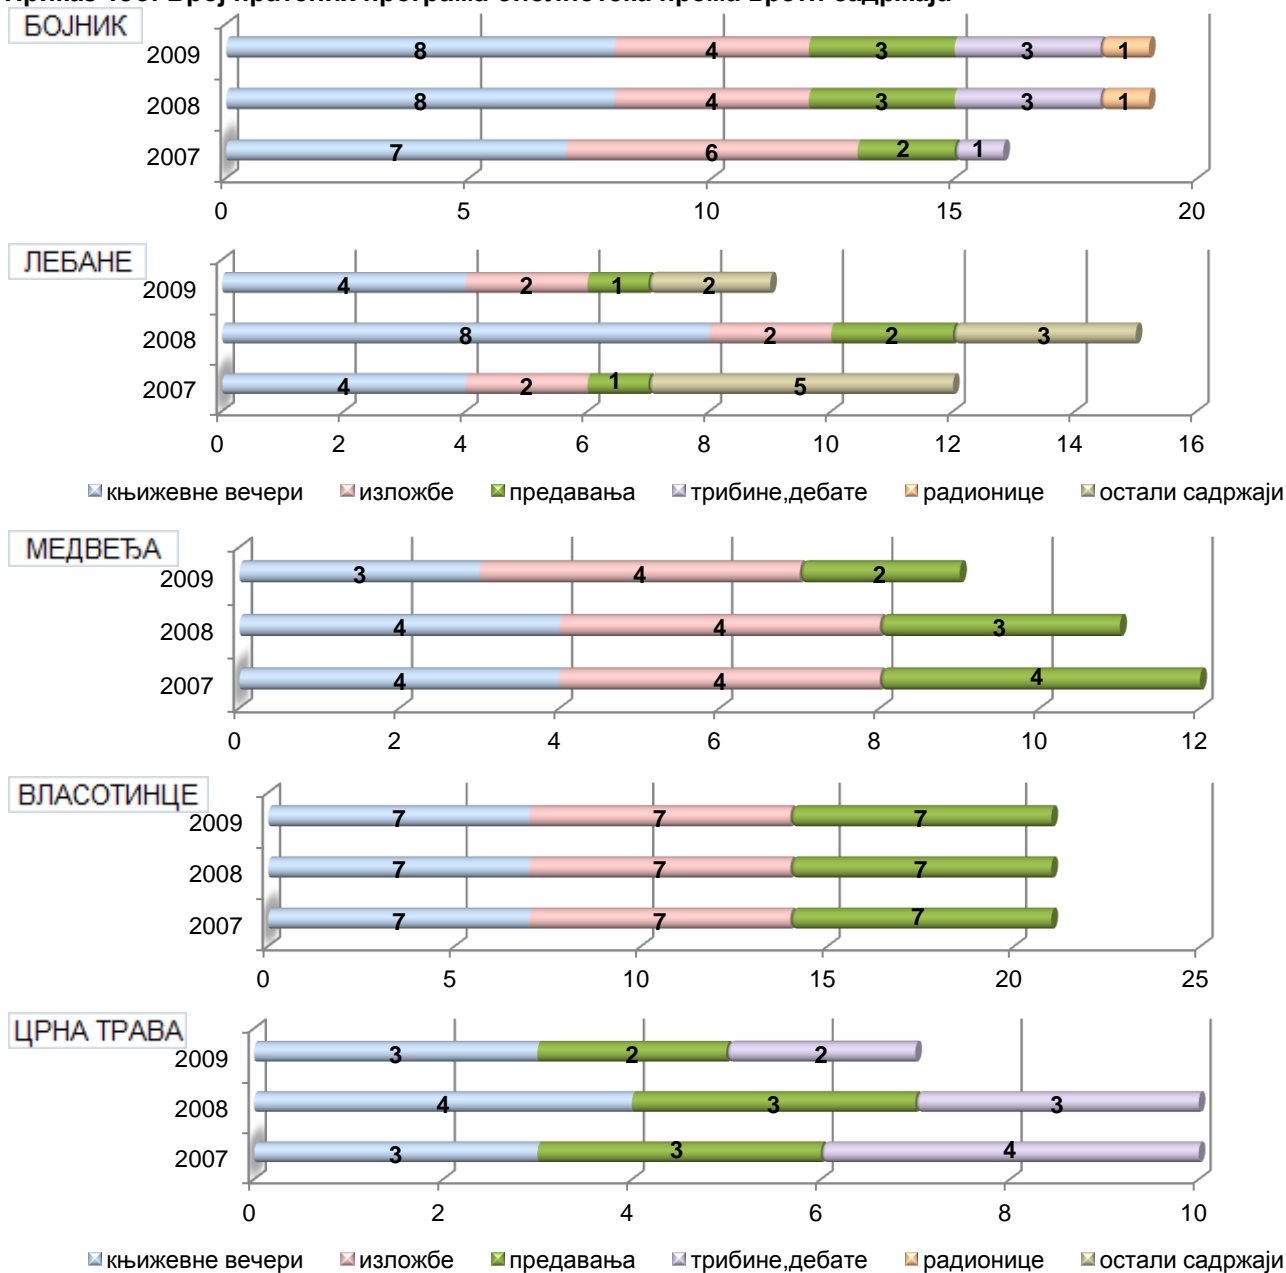 БОЈНИК
2009 8 4 3 3 1
2008 8 4 3 3 1
2007 7 6 2 1
0 5 10 15 20
ЛЕБАНЕ
2009 4 2 1 2
2008 8 2 2 3
2007 4 2 1 5
0 2 4 6 8 10 12 14 16
књижевне вечери изложбе предавања трибине,дебате радионице остали садржаји
МЕДВЕЂА
2009 3 4 2
2008 4 4 3
2007 4 4 4
0 2 4 6 8 10 12
ВЛАСОТИНЦЕ
2009 7 7 7
2008 7 7 7
2007 7 7 7
0 5 10 15 20 25
ЦРНА ТРАВА
2009 3 2 2
2008 4 3 3
2007 3 3 4
0 2 4 6 8 10
књижевне вечери изложбе предавања трибине,дебате радионице остали садржаји